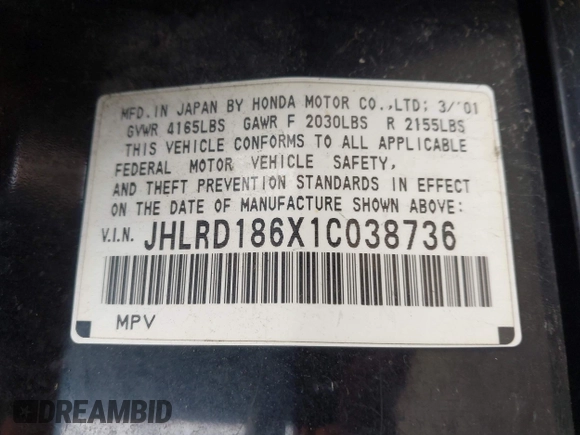 MFD. IN JAPAN BY HONDA MOTOR CO.,LTD; 3/'01
GVWR 4165LBS GAWR F 2030LBS R 2155LBS
THIS VEHICLE CONFORMS TO ALL APPLICABLE
FEDERAL MOTOR VEHICLE SAFETY,
AND THEFT PREVENTION STANDARDS IN EFFECT
ON THE DATE OF MANUFACTURE SHOWN ABOVE:
V.I.N. JHLRD186X1C038736
MPV
DREAMBID